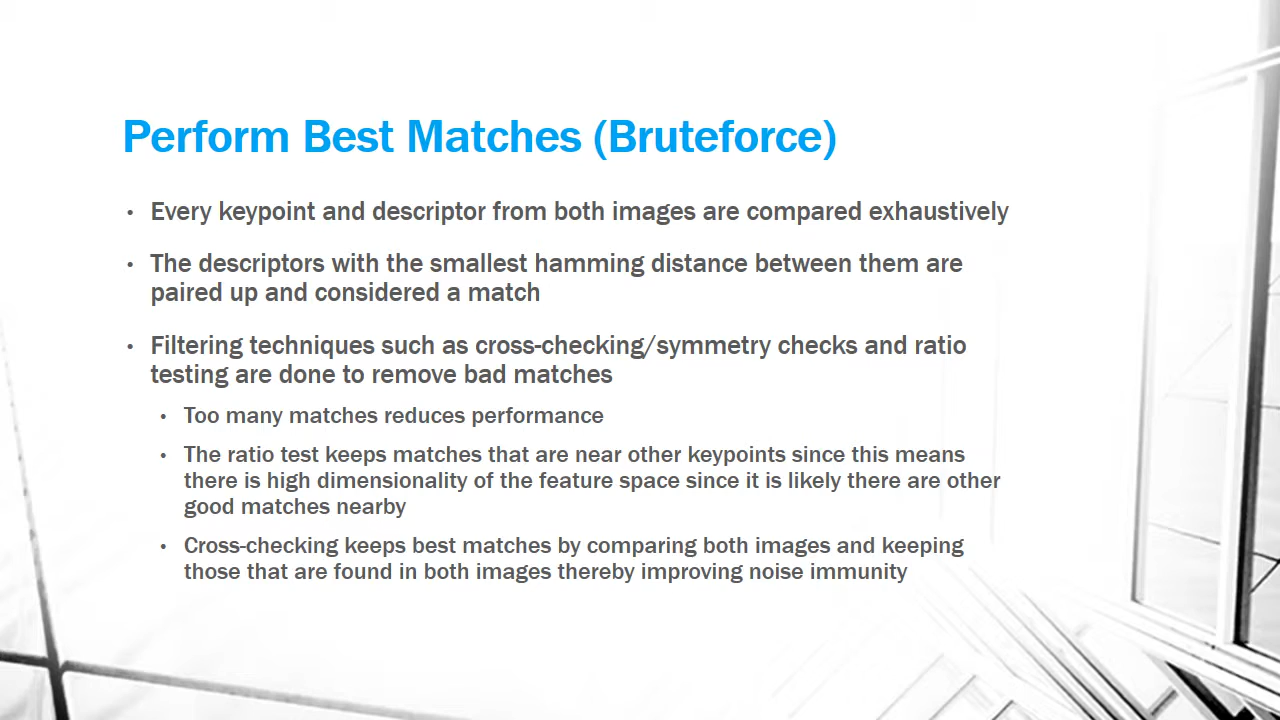 Perform Best Matches (Bruteforce)
• Every keypoint and descriptor from both images are compared exhaustively
• The descriptors with the smallest hamming distance between them are
paired up and considered a match
• Filtering techniques such as cross-checking/symmetry checks and ratio
testing are done to remove bad matches
• Too many matches reduces performance
• The ratio test keeps matches that are near other keypoints since this means
there is high dimensionality of the feature space since it is likely there are other
good matches nearby
• Cross-checking keeps best matches by comparing both images and keeping
those that are found in both images thereby improving noise immunity